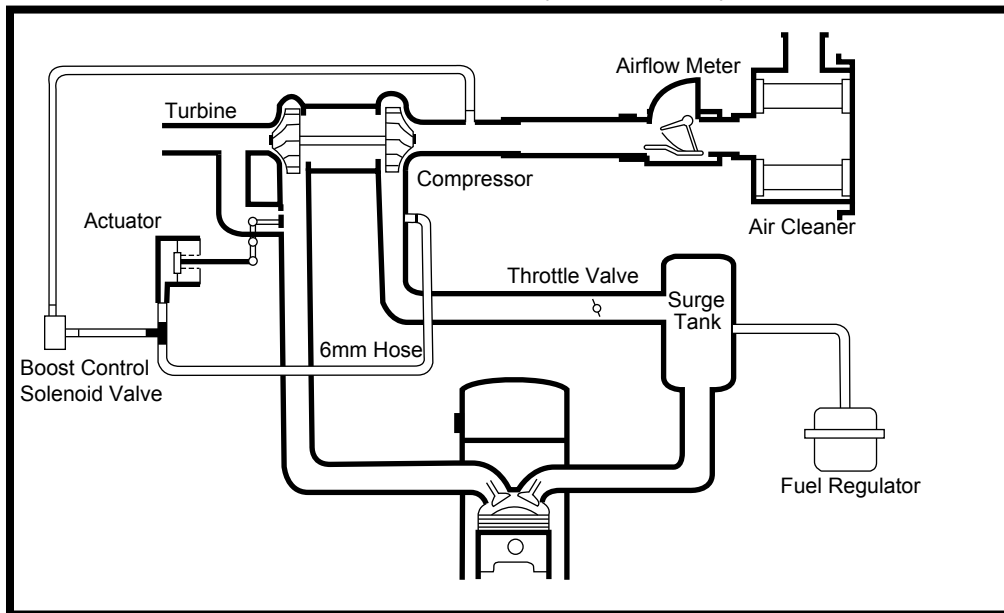 Airflow Meter
Turbine
Compressor
Actuator
Air Cleaner
Throttle Valve
Surge
Tank
6mm Hose
Boost Control
Solenoid Valve
Fuel Regulator